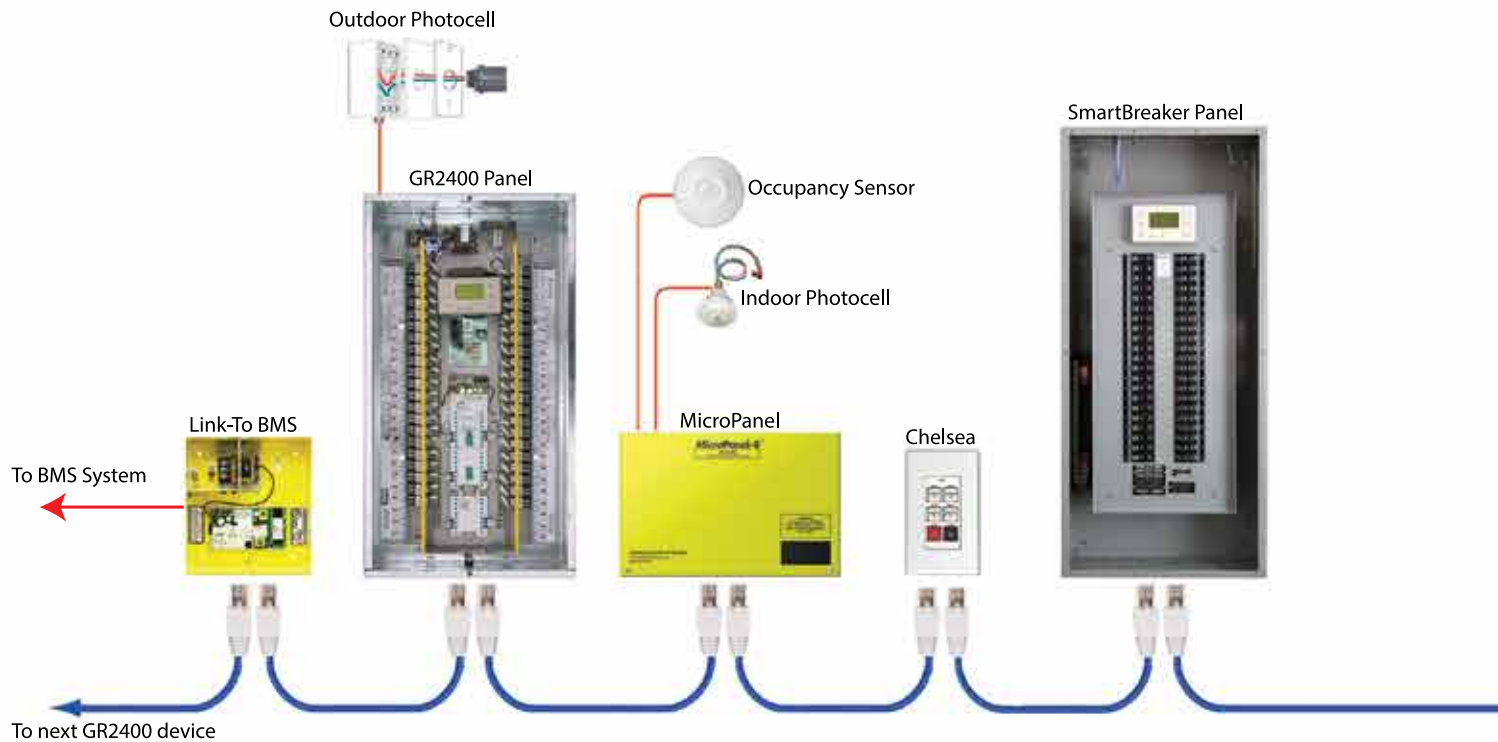 Outdoor Photocell
SmartBreaker Panel
GR2400 Panel
Occupancy Sensor
Indoor Photocell
Link-To BMS
MicroPanel
Chelsea
To BMS System
To next GR2400 device